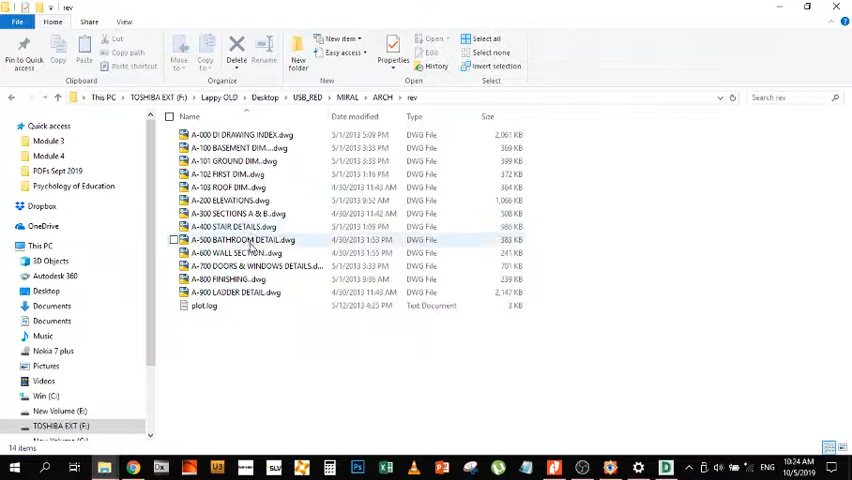 rev
File
Home
Share
View
Pin to Quick access
Copy
Paste
Cut
Copy path
Paste shortcut
Move to
Copy to
Delete
Rename
New folder
New item
Easy access
Properties
Open
Edit
History
Select all
Select none
Invert selection
Clipboard
Organize
New
Open
Select
This PC > TOSHIBA EXT (F:) > Lappy OLD > Desktop > USB_RED > MIRAL > ARCH > rev
Search rev
Name Date modified Type Size
A-000 DI DRAWING INDEX.dwg 5/1/2013 5:09 PM DWG File 2,061 KB
A-100 BASEMENT DIM....dwg 5/1/2013 3:33 PM DWG File 369 KB
A-101 GROUND DIM..dwg 5/1/2013 3:33 PM DWG File 399 KB
A-102 FIRST DIM..dwg 5/1/2013 1:16 PM DWG File 372 KB
A-103 ROOF DIM..dwg 4/30/2013 11:43 AM DWG File 364 KB
A-200 ELEVATIONS.dwg 5/1/2013 9:52 AM DWG File 1,066 KB
A-300 SECTIONS A & B..dwg 4/30/2013 11:42 AM DWG File 508 KB
A-400 STAIR DETAILS.dwg 5/1/2013 1:09 PM DWG File 986 KB
A-500 BATHROOM DETAIL.dwg 4/30/2013 1:53 PM DWG File 383 KB
A-600 WALL SECTION..dwg 4/30/2013 1:55 PM DWG File 241 KB
A-700 DOORS & WINDOWS DETAILS.d... 5/1/2013 3:33 PM DWG File 701 KB
A-800 FINISHING..dwg 5/1/2013 9:36 AM DWG File 239 KB
A-900 LADDER DETAIL.dwg 4/30/2013 11:43 AM DWG File 2,147 KB
plot.log 5/12/2013 4:25 PM Text Document 3 KB
Quick access
Module 3
Module 4
PDFs Sept 2019
Psychology of Education
Dropbox
OneDrive
This PC
3D Objects
Autodesk 360
Desktop
Documents
Documents
Music
Nokia 7 plus
Pictures
Videos
Win (C:)
New Volume (E:)
TOSHIBA EXT (F:)
14 items
ENG
10:24 AM
10/5/2019